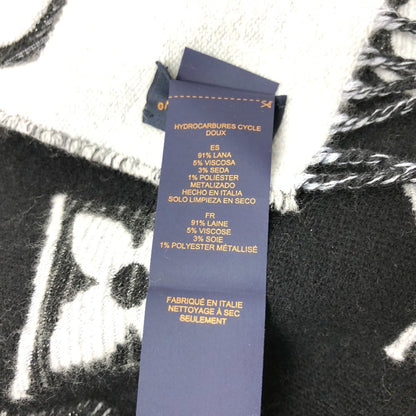 HYDROCARBURES CYCLE
DOUX
ES
91% LANA
5% VISCOSA
3% SEDA
1% POLIÉSTER
METALIZADO
HECHO EN ITALIA
SOLO LIMPIEZA EN SECO
FR
91% LAINE
5% VISCOSE
3% SOIE
1% POLYESTER MÉTALLISÉ
FABRIQUÉ EN ITALIE
NETTOYAGE À SEC
SEULEMENT